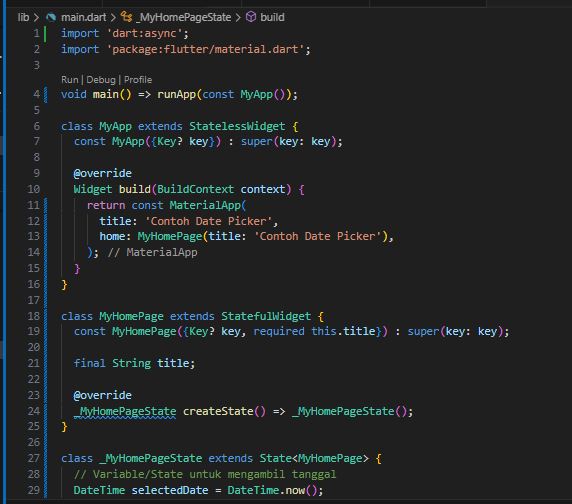 lib > main.dart > _MyHomePageState > build
1 import 'dart:async';
2 import 'package:flutter/material.dart';
3
Run | Debug | Profile
4 void main() => runApp(const MyApp());
5
6 class MyApp extends StatelessWidget {
7   const MyApp({Key? key}) : super(key: key);
8
9   @override
10   Widget build(BuildContext context) {
11     return const MaterialApp(
12       title: 'Contoh Date Picker',
13       home: MyHomePage(title: 'Contoh Date Picker'),
14     ); // MaterialApp
15   }
16 }
17
18 class MyHomePage extends StatefulWidget {
19   const MyHomePage({Key? key, required this.title}) : super(key: key);
20
21   final String title;
22
23   @override
24   _MyHomePageState createState() => _MyHomePageState();
25 }
26
27 class _MyHomePageState extends State<MyHomePage> {
28   // Variable/State untuk mengambil tanggal
29   DateTime selectedDate = DateTime.now();